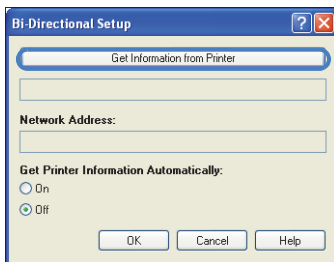 Bi-Directional Setup
Get Information from Printer
Network Address:
Get Printer Information Automatically:
On
Off
OK Cancel Help